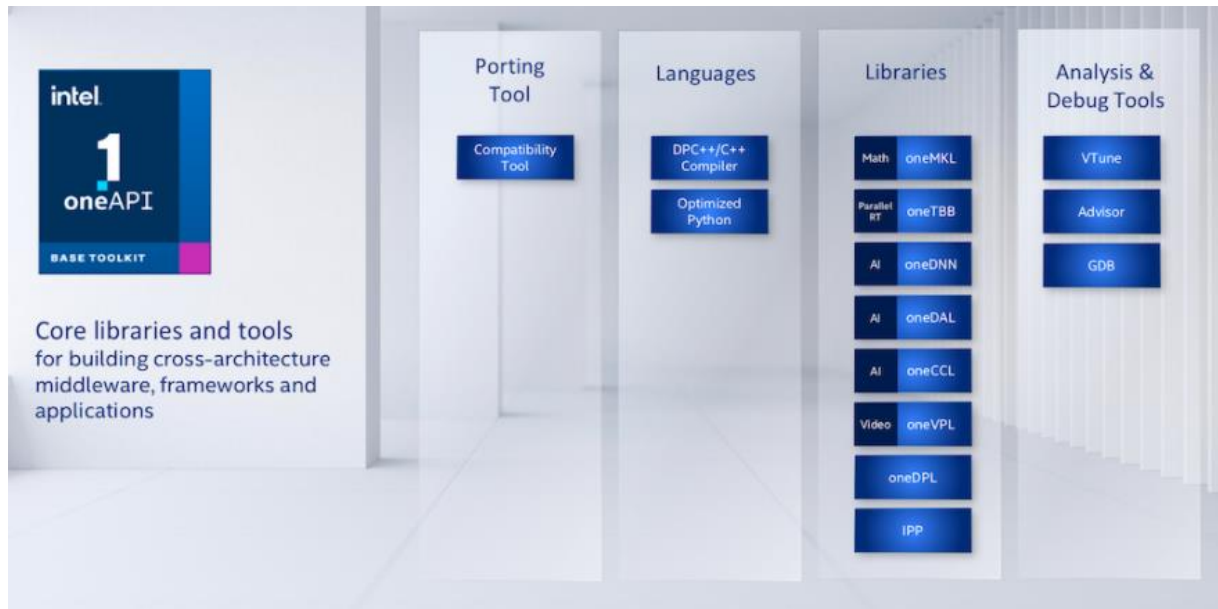 intel
1
oneAPI
BASE TOOLKIT
Core libraries and tools
for building cross-architecture
middleware, frameworks and
applications
Porting
Tool
Compatibility
Tool
Languages
DPC++/C++
Compiler
Optimized
Python
Libraries
Math oneMKL
Parallel
RT
oneTBB
AI oneDNN
AI oneDAL
AI oneCCL
Video oneVPL
oneDPL
IPP
Analysis &
Debug Tools
VTune
Advisor
GDB